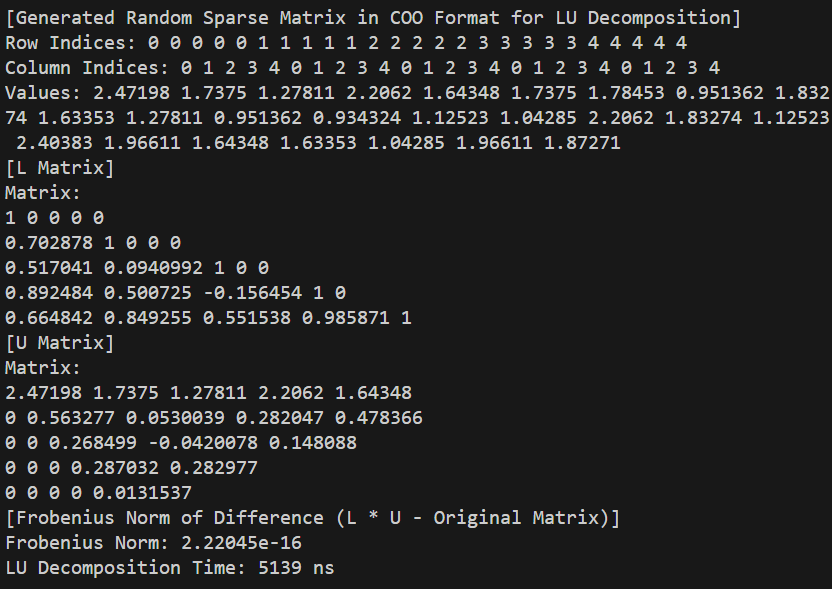 [Generated Random Sparse Matrix in COO Format for LU Decomposition]
Row Indices: 0 0 0 0 0 1 1 1 1 1 2 2 2 2 2 3 3 3 3 3 4 4 4 4 4
Column Indices: 0 1 2 3 4 0 1 2 3 4 0 1 2 3 4 0 1 2 3 4 0 1 2 3 4
Values: 2.47198 1.7375 1.27811 2.2062 1.64348 1.7375 1.78453 0.951362 1.832
74 1.63353 1.27811 0.951362 0.934324 1.12523 1.04285 2.2062 1.83274 1.12523
2.40383 1.96611 1.64348 1.63353 1.04285 1.96611 1.87271
[L Matrix]
Matrix:
1 0 0 0 0
0.702878 1 0 0 0
0.517041 0.0940992 1 0 0
0.892484 0.500725 -0.156454 1 0
0.664842 0.849255 0.551538 0.985871 1
[U Matrix]
Matrix:
2.47198 1.7375 1.27811 2.2062 1.64348
0 0.563277 0.0530039 0.282047 0.478366
0 0 0.268499 -0.0420078 0.148088
0 0 0 0.287032 0.282977
0 0 0 0 0.0131537
[Frobenius Norm of Difference (L * U - Original Matrix)]
Frobenius Norm: 2.22045e-16
LU Decomposition Time: 5139 ns